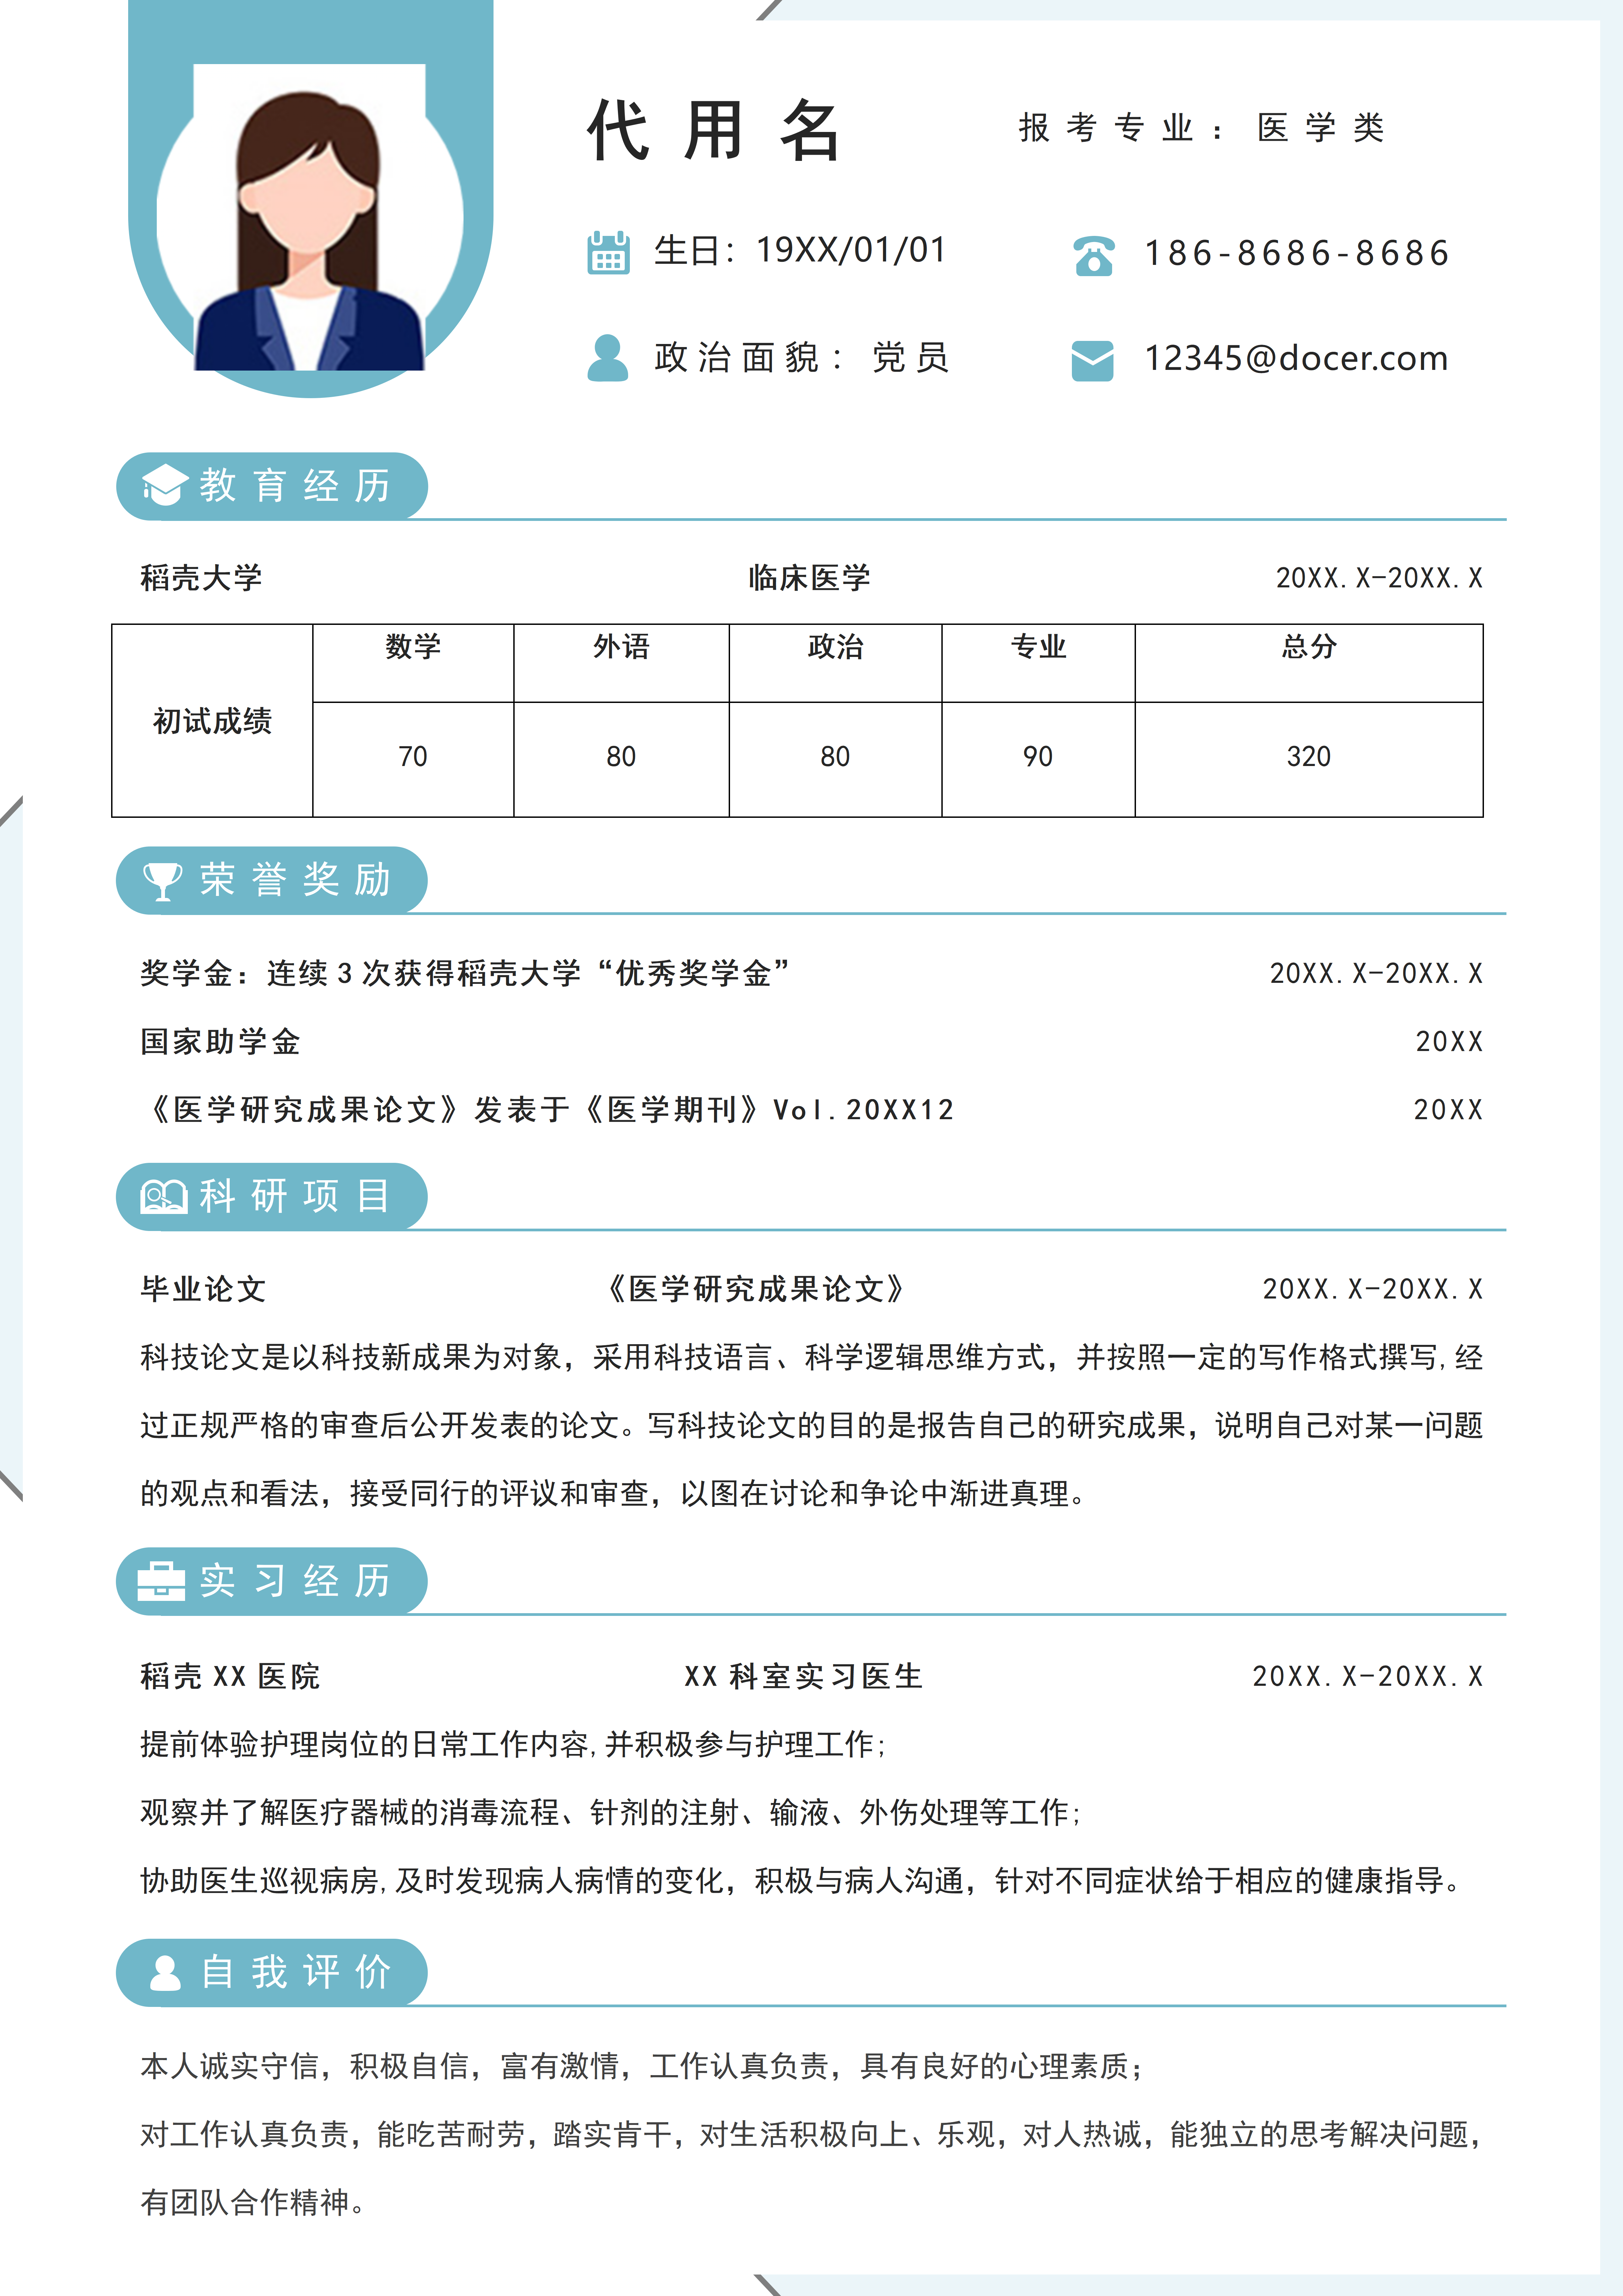 代用名
报考专业：医学类
生日：19XX/01/01
186-8686-8686
政治面貌：党员
12345@docer.com
教育经历
稻壳大学 临床医学 20XX.X-20XX.X
初试成绩 数学 外语 政治 专业 总分
70 80 80 90 320
荣誉奖励
奖学金：连续 3 次获得稻壳大学“优秀奖学金” 20XX.X-20XX.X
国家助学金 20XX
《医学研究成果论文》发表于《医学期刊》Vol.20XX12 20XX
科研项目
毕业论文 《医学研究成果论文》 20XX.X-20XX.X
科技论文是以科技新成果为对象，采用科技语言、科学逻辑思维方式，并按照一定的写作格式撰写,经
过正规严格的审查后公开发表的论文。写科技论文的目的是报告自己的研究成果，说明自己对某一问题
的观点和看法，接受同行的评议和审查，以图在讨论和争论中渐进真理。
实习经历
稻壳 XX 医院 XX 科室实习医生 20XX.X-20XX.X
提前体验护理岗位的日常工作内容,并积极参与护理工作;
观察并了解医疗器械的消毒流程、针剂的注射、输液、外伤处理等工作;
协助医生巡视病房,及时发现病人病情的变化，积极与病人沟通，针对不同症状给于相应的健康指导。
自我评价
本人诚实守信，积极自信，富有激情，工作认真负责，具有良好的心理素质；
对工作认真负责，能吃苦耐劳，踏实肯干，对生活积极向上、乐观，对人热诚，能独立的思考解决问题，
有团队合作精神。